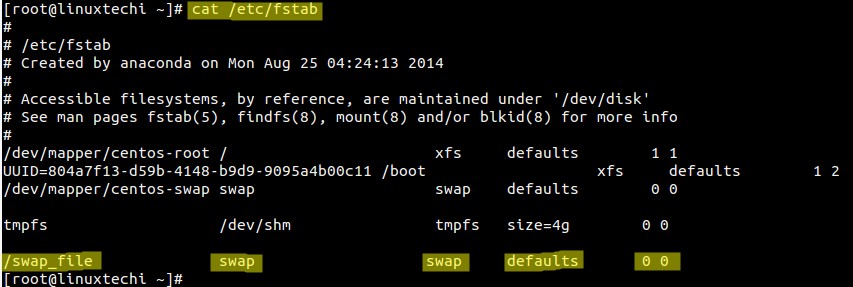 [root@linuxtechi ~]# cat /etc/fstab
#
# /etc/fstab
# Created by anaconda on Mon Aug 25 04:24:13 2014
#
# Accessible filesystems, by reference, are maintained under '/dev/disk'
# See man pages fstab(5), findfs(8), mount(8) and/or blkid(8) for more info
#
/dev/mapper/centos-root /                       xfs     defaults        1 1
UUID=804a7f13-d59b-4148-b9d9-9095a4b00c11 /boot                         xfs     defaults        1 2
/dev/mapper/centos-swap swap                    swap    defaults        0 0
tmpfs                   /dev/shm                tmpfs   size=4g        0 0
/swap_file              swap                    swap    defaults       0 0
[root@linuxtechi ~]#